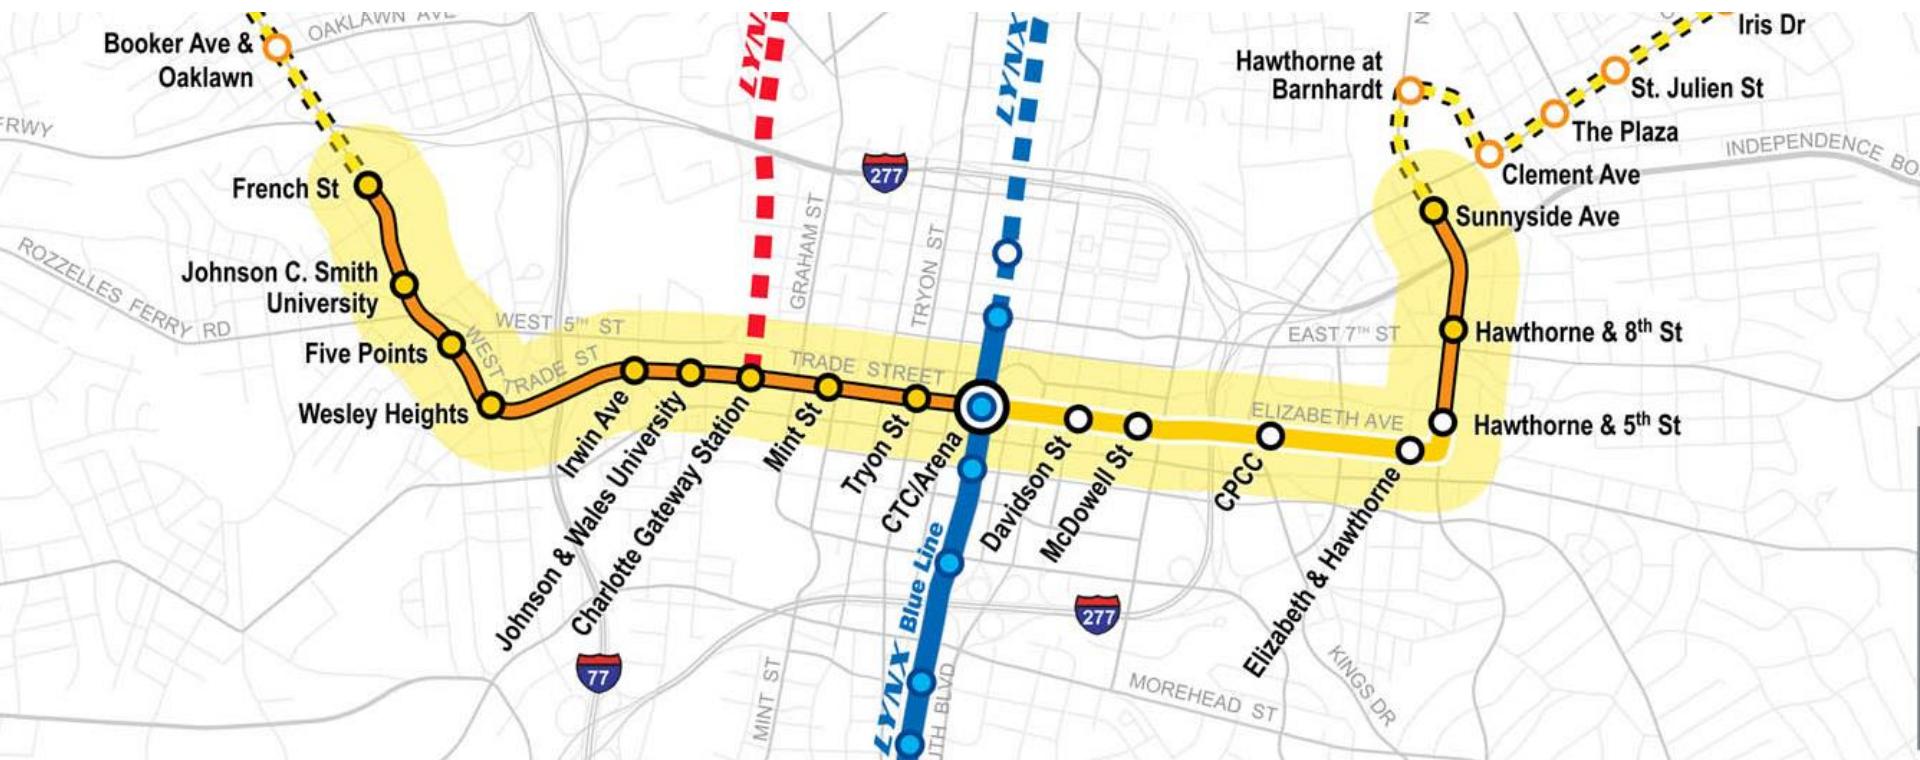 OAKLAWN AVE
Booker Ave &
Oaklawn
FRWY
LYNX
LYNX
Iris Dr
Hawthorne at
Barnhardt
St. Julien St
The Plaza
INDEPENDENCE BO
Clement Ave
277
French St
Sunnyside Ave
GRAHAM ST
TRYON ST
ROZZELLES FERRY RD
Johnson C. Smith
University
WEST 5TH ST
EAST 7TH ST
Hawthorne & 8th St
Five Points
WEST
TRADE ST
TRADE STREET
Wesley Heights
ELIZABETH AVE
Hawthorne & 5th St
Irwin Ave
Johnson & Wales University
Charlotte Gateway Station
Mint St
Tryon St
CTC/Arena
Davidson St
McDowell St
CPCC
Elizabeth & Hawthorne
LYNX Blue Line
277
77
MINT ST
UTH BLVD
MOREHEAD ST
KINGS DR